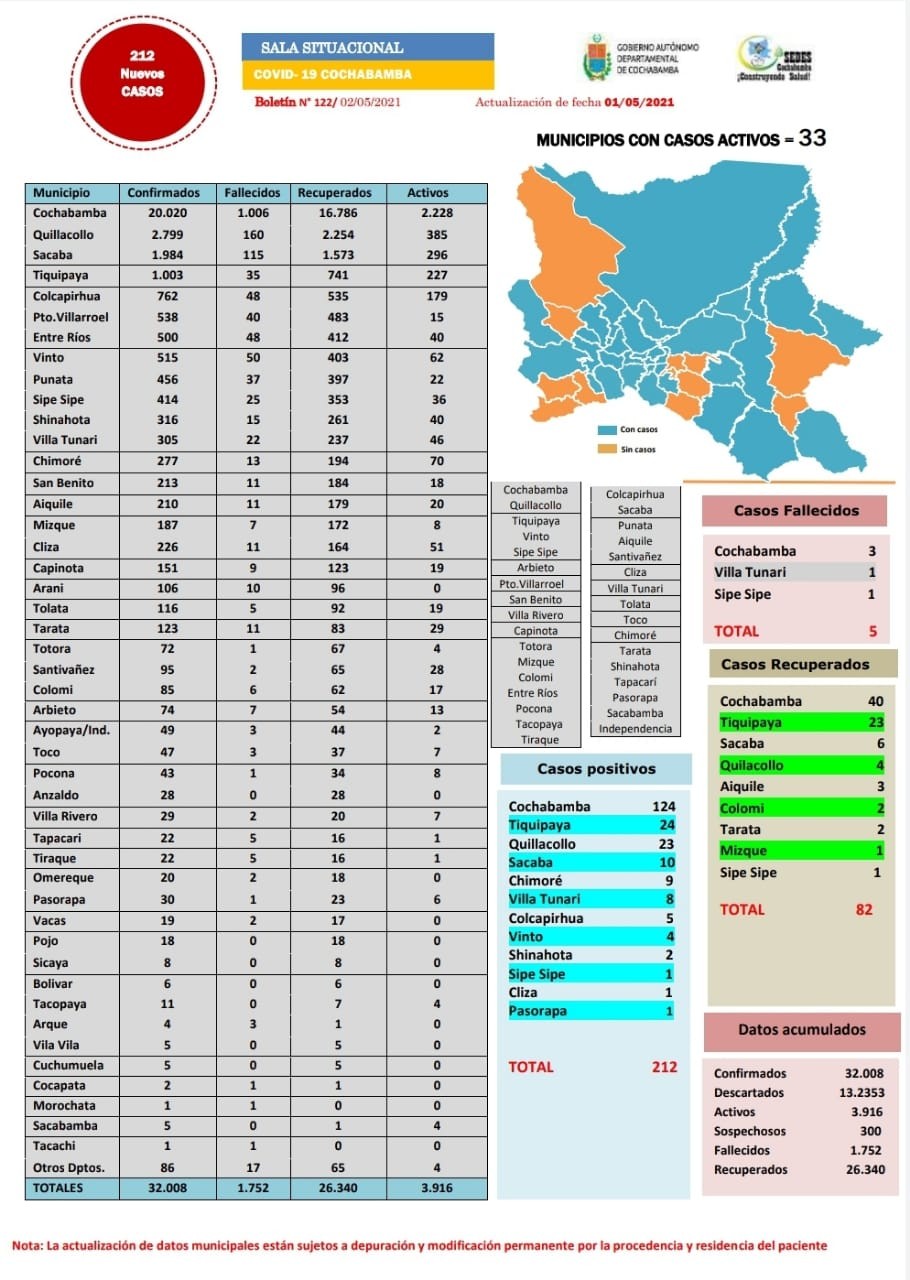 212
Nuevos
CASOS
SALA SITUACIONAL
COVID- 19 COCHABAMBA
Boletín N° 122/ 02/05/2021
Actualización de fecha 01/05/2021
GOBIERNO AUTÓNOMO
DEPARTAMENTAL
DE COCHABAMBA
SEDES
Cochabamba
¡Construyendo Salud!
MUNICIPIOS CON CASOS ACTIVOS = 33
Municipio Confirmados Fallecidos Recuperados Activos
Cochabamba 20.020 1.006 16.786 2.228
Quillacollo 2.799 160 2.254 385
Sacaba 1.984 115 1.573 296
Tiquipaya 1.003 35 741 227
Colcapirhua 762 48 535 179
Pto.Villarroel 538 40 483 15
Entre Ríos 500 48 412 40
Vinto 515 50 403 62
Punata 456 37 397 22
Sipe Sipe 414 25 353 36
Shinahota 316 15 261 40
Villa Tunari 305 22 237 46
Chimoré 277 13 194 70
San Benito 213 11 184 18
Aiquile 210 11 179 20
Mizque 187 7 172 8
Cliza 226 11 164 51
Capinota 151 9 123 19
Arani 106 10 96 0
Tolata 116 5 92 19
Tarata 123 11 83 29
Totora 72 1 67 4
Santivañez 95 2 65 28
Colomi 85 6 62 17
Arbieto 74 7 54 13
Ayopaya/Ind. 49 3 44 2
Toco 47 3 37 7
Pocona 43 1 34 8
Anzaldo 28 0 28 0
Villa Rivero 29 2 20 7
Tapacari 22 5 16 1
Tiraque 22 5 16 1
Omereque 20 2 18 0
Pasorapa 30 1 23 6
Vacas 19 2 17 0
Pojo 18 0 18 0
Sicaya 8 0 8 0
Bolivar 6 0 6 0
Tacopaya 11 0 7 4
Arque 4 3 1 0
Vila Vila 5 0 5 0
Cuchumuela 5 0 5 0
Cocapata 2 1 1 0
Morochata 1 1 0 0
Sacabamba 5 0 1 4
Tacachi 1 1 0 0
Otros Dptos. 86 17 65 4
TOTALES 32.008 1.752 26.340 3.916
Con casos
Sin casos
Cochabamba
Quillacollo
Tiquipaya
Vinto
Sipe Sipe
Arbieto
Pto.Villarroel
San Benito
Villa Rivero
Capinota
Totora
Mizque
Colomi
Entre Ríos
Pocona
Tacopaya
Tiraque
Colcapirhua
Sacaba
Punata
Aiquile
Santivañez
Cliza
Villa Tunari
Tolata
Toco
Chimoré
Tarata
Shinahota
Tapacarí
Pasorapa
Sacabamba
Independencia
Casos positivos
Cochabamba 124
Tiquipaya 24
Quillacollo 23
Sacaba 10
Chimoré 9
Villa Tunari 8
Colcapirhua 5
Vinto 4
Shinahota 2
Sipe Sipe 1
Cliza 1
Pasorapa 1
TOTAL 212
Casos Fallecidos
Cochabamba 3
Villa Tunari 1
Sipe Sipe 1
TOTAL 5
Casos Recuperados
Cochabamba 40
Tiquipaya 23
Sacaba 6
Quilacollo 4
Aiquile 3
Colomi 2
Tarata 2
Mizque 1
Sipe Sipe 1
TOTAL 82
Datos acumulados
Confirmados 32.008
Descartados 13.2353
Activos 3.916
Sospechosos 300
Fallecidos 1.752
Recuperados 26.340
Nota: La actualización de datos municipales están sujetos a depuración y modificación permanente por la procedencia y residencia del paciente